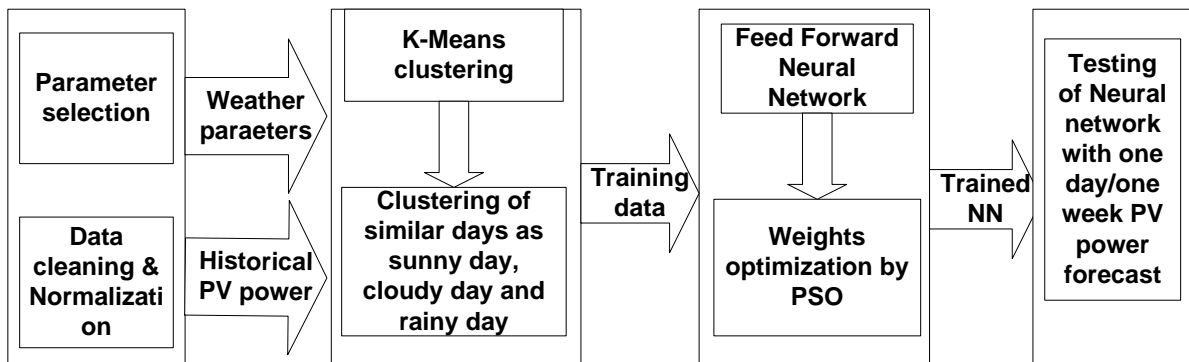 Parameter
selection
Data
cleaning &
Normalizati
on
Weather
paraeters
Historical
PV power
K-Means
clustering
Clustering of
similar days as
sunny day,
cloudy day and
rainy day
Training
data
Feed Forward
Neural
Network
Weights
optimization by
PSO
Trained
NN
Testing
of Neural
network
with one
day/one
week PV
power
forecast